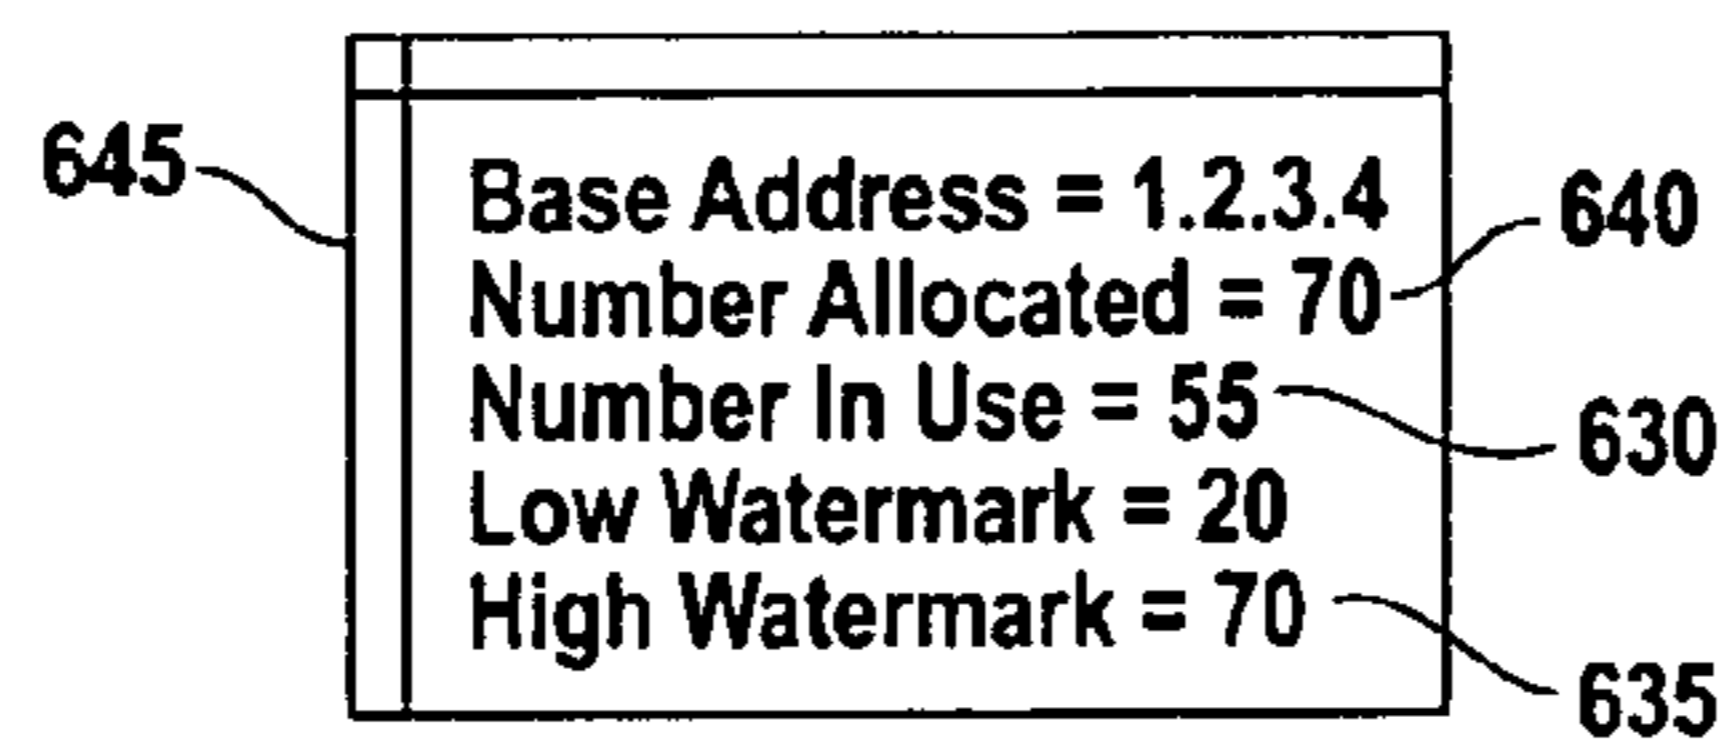 645
Base Address = 1.2.3.4
640
Number Allocated = 70
Number In Use = 55
630
Low Watermark = 20
High Watermark = 70
635